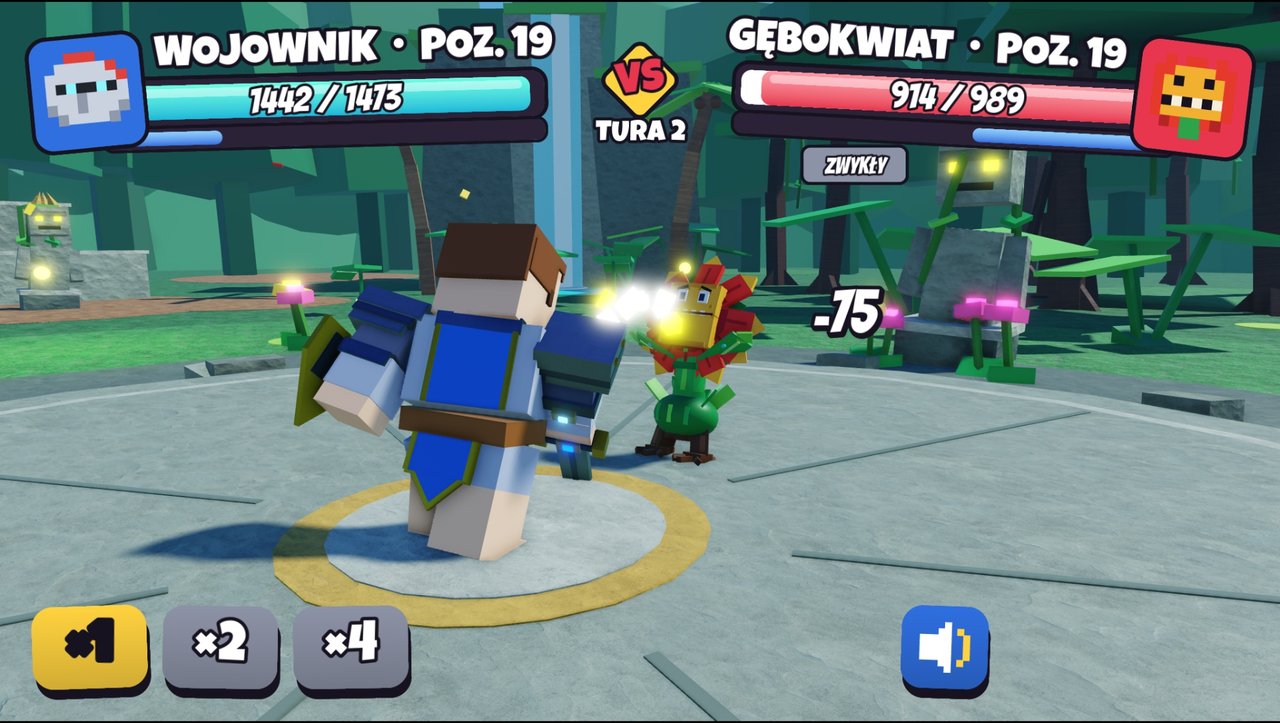 WOJOWNIK • POZ. 19
1442 / 1473
VS
TURA 2
GĘBOKWIAT • POZ. 19
914 / 989
ZWYKŁY
-75
×1
×2
×4